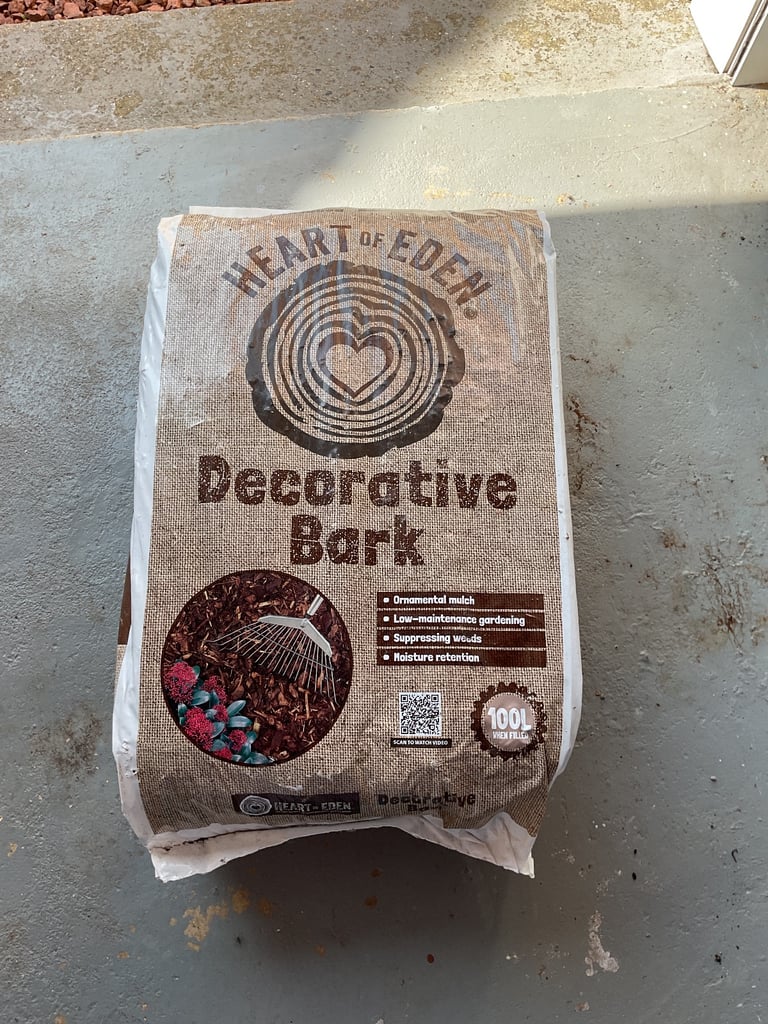 HEART OF EDEN
Decorative
Bark
• Ornamental mulch
• Low-maintenance gardening
• Suppressing weeds
• Moisture retention
SCAN TO WATCH VIDEO
100L
WHEN FILLED
HEART OF EDEN
Decorative